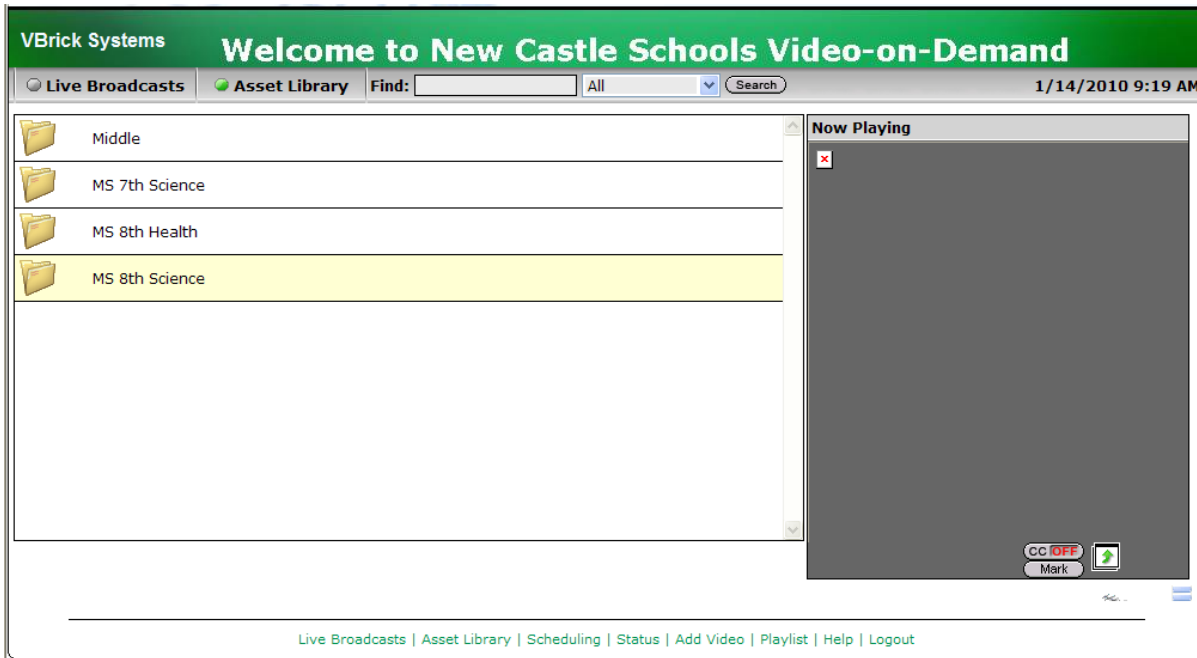 VBrick Systems
Welcome to New Castle Schools Video-on-Demand
Live Broadcasts Asset Library Find: All Search 1/14/2010 9:19 AM
Middle
MS 7th Science
MS 8th Health
MS 8th Science
Now Playing
CC OFF
Mark
Live Broadcasts | Asset Library | Scheduling | Status | Add Video | Playlist | Help | Logout